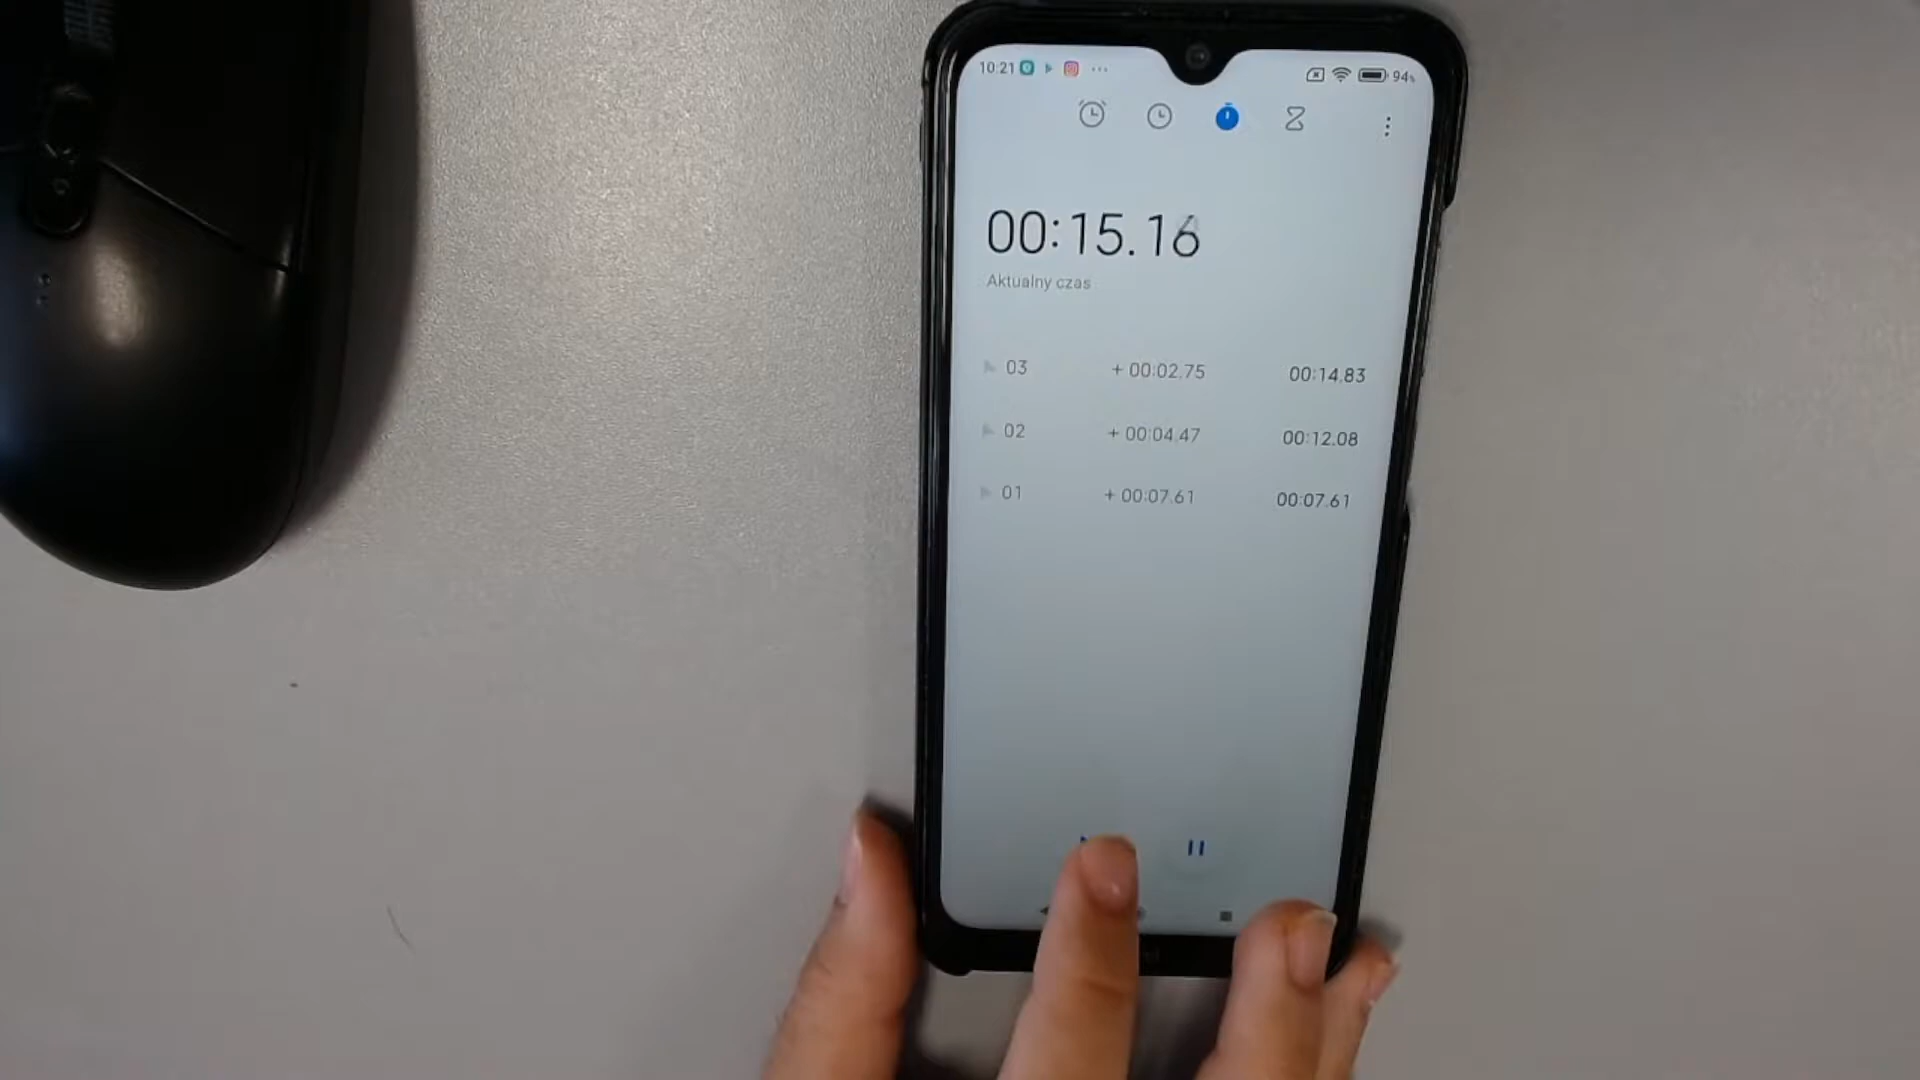 10:21 ... 94%
00:15.16
Aktualny czas
03 + 00:02.75 00:14.83
02 + 00:04.47 00:12.08
01 + 00:07.61 00:07.61